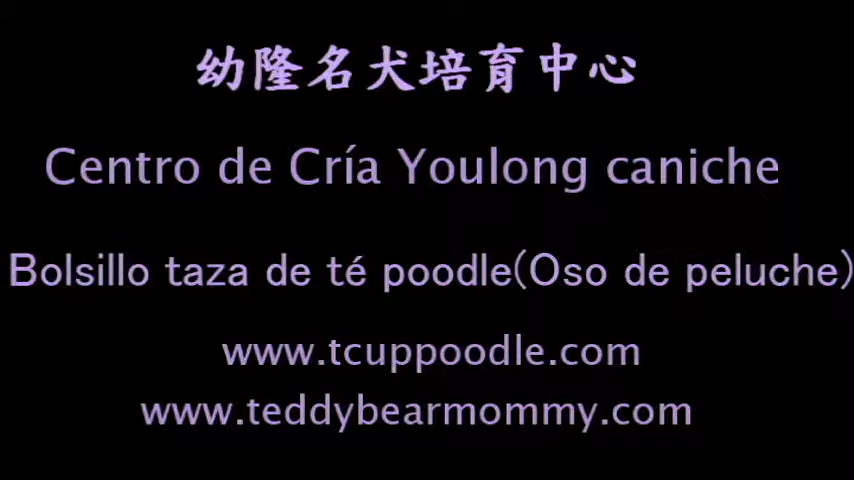 幼隆名犬培育中心
Centro de Cría Youlong caniche
Bolsillo taza de té poodle(Oso de peluche)
www.tcuppoodle.com
www.teddybearmommy.com